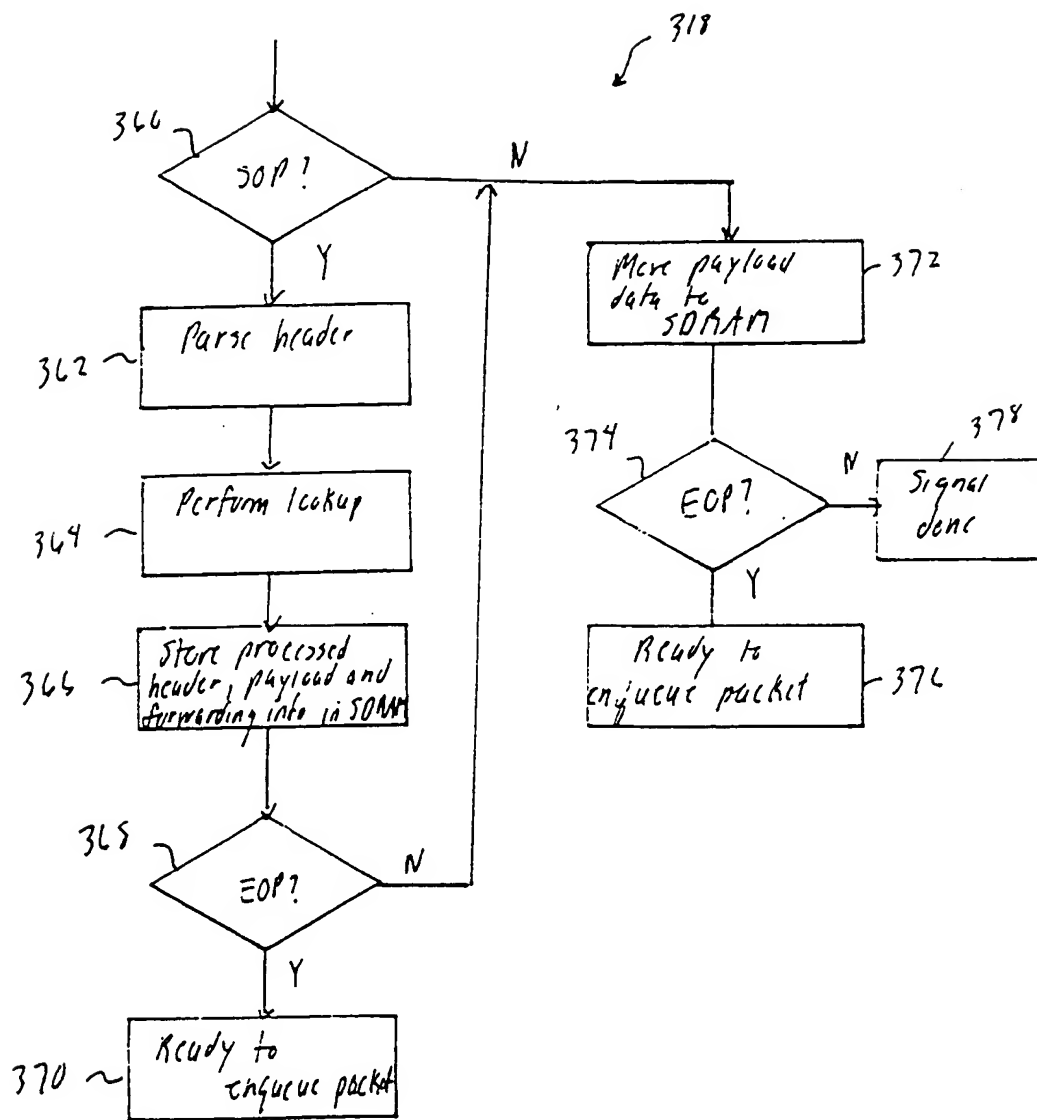 318
360
SOP?
N
Y
Parse header
362
Move payload
data to
SDRAM
372
Perform lookup
364
374
EOP?
N
378
Signal
done
Y
Store processed
header, payload and
forwarding info in SDRAM
366
Ready to
enqueue packet
376
368
EOP?
N
Y
Ready to
enqueue packet
370